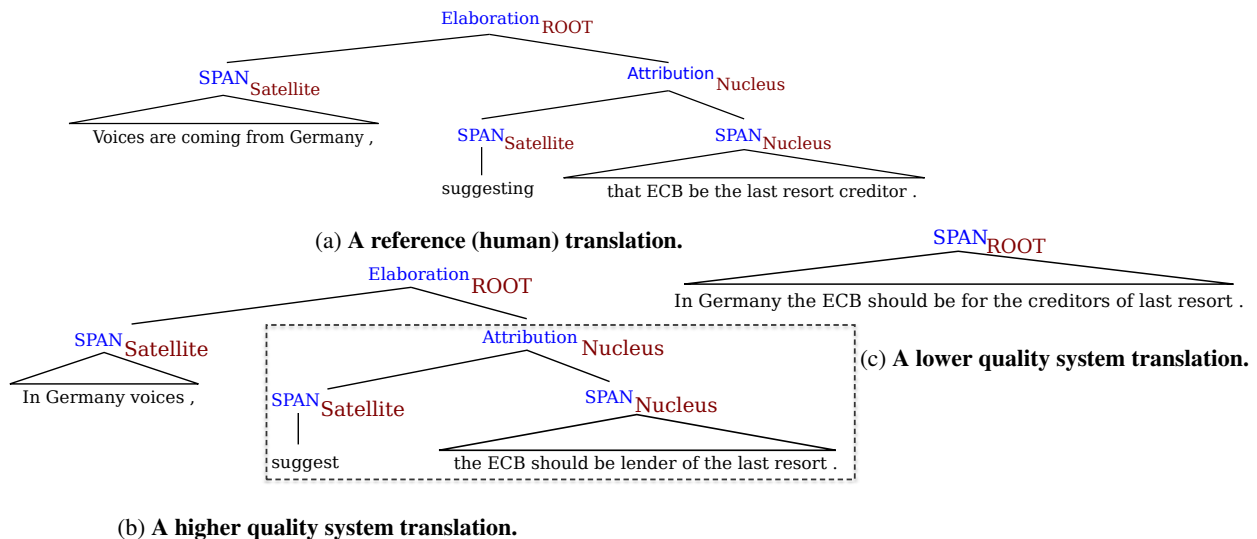 Elaboration ROOT
SPAN Satellite
Attribution Nucleus
Voices are coming from Germany ,
SPAN Satellite
SPAN Nucleus
suggesting
that ECB be the last resort creditor .
(a) A reference (human) translation.
SPAN ROOT
In Germany the ECB should be for the creditors of last resort .
(c) A lower quality system translation.
Elaboration ROOT
SPAN Satellite
Attribution Nucleus
In Germany voices ,
SPAN Satellite
SPAN Nucleus
suggest
the ECB should be lender of the last resort .
(b) A higher quality system translation.